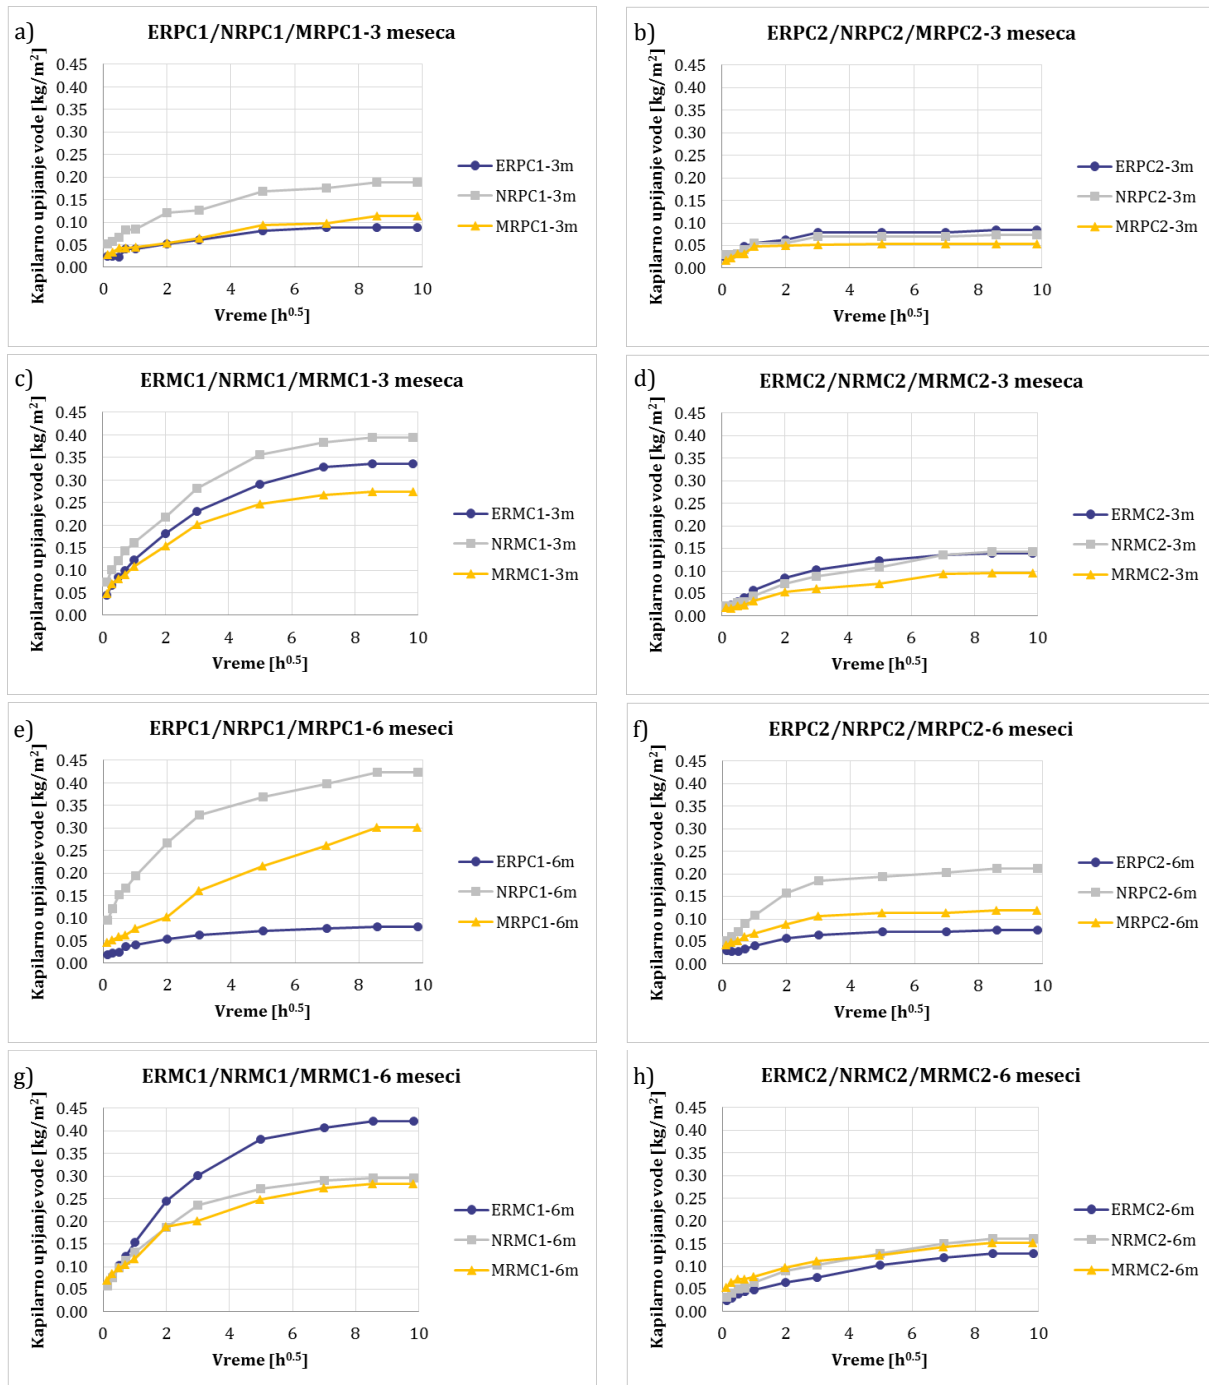 a)
ERPC1/NRPC1/MRPC1-3 meseca
Kapilarno upijanje vode [kg/m²]
0.45
0.40
0.35
0.30
0.25
0.20
0.15
0.10
0.05
0.00
0 2 4 6 8 10
Vreme [h⁰·⁵]
ERPC1-3m
NRPC1-3m
MRPC1-3m
b)
ERPC2/NRPC2/MRPC2-3 meseca
Kapilarno upijanje vode [kg/m²]
0.45
0.40
0.35
0.30
0.25
0.20
0.15
0.10
0.05
0.00
0 2 4 6 8 10
Vreme [h⁰·⁵]
ERPC2-3m
NRPC2-3m
MRPC2-3m
c)
ERMC1/NRMC1/MRMC1-3 meseca
Kapilarno upijanje vode [kg/m²]
0.45
0.40
0.35
0.30
0.25
0.20
0.15
0.10
0.05
0.00
0 2 4 6 8 10
Vreme [h⁰·⁵]
ERMC1-3m
NRMC1-3m
MRMC1-3m
d)
ERMC2/NRMC2/MRMC2-3 meseca
Kapilarno upijanje vode [kg/m²]
0.45
0.40
0.35
0.30
0.25
0.20
0.15
0.10
0.05
0.00
0 2 4 6 8 10
Vreme [h⁰·⁵]
ERMC2-3m
NRMC2-3m
MRMC2-3m
e)
ERPC1/NRPC1/MRPC1-6 meseci
Kapilarno upijanje vode [kg/m²]
0.45
0.40
0.35
0.30
0.25
0.20
0.15
0.10
0.05
0.00
0 2 4 6 8 10
Vreme [h⁰·⁵]
ERPC1-6m
NRPC1-6m
MRPC1-6m
f)
ERPC2/NRPC2/MRPC2-6 meseci
Kapilarno upijanje vode [kg/m²]
0.45
0.40
0.35
0.30
0.25
0.20
0.15
0.10
0.05
0.00
0 2 4 6 8 10
Vreme [h⁰·⁵]
ERPC2-6m
NRPC2-6m
MRPC2-6m
g)
ERMC1/NRMC1/MRMC1-6 meseci
Kapilarno upijanje vode [kg/m²]
0.45
0.40
0.35
0.30
0.25
0.20
0.15
0.10
0.05
0.00
0 2 4 6 8 10
Vreme [h⁰·⁵]
ERMC1-6m
NRMC1-6m
MRMC1-6m
h)
ERMC2/NRMC2/MRMC2-6 meseci
Kapilarno upijanje vode [kg/m²]
0.45
0.40
0.35
0.30
0.25
0.20
0.15
0.10
0.05
0.00
0 2 4 6 8 10
Vreme [h⁰·⁵]
ERMC2-6m
NRMC2-6m
MRMC2-6m